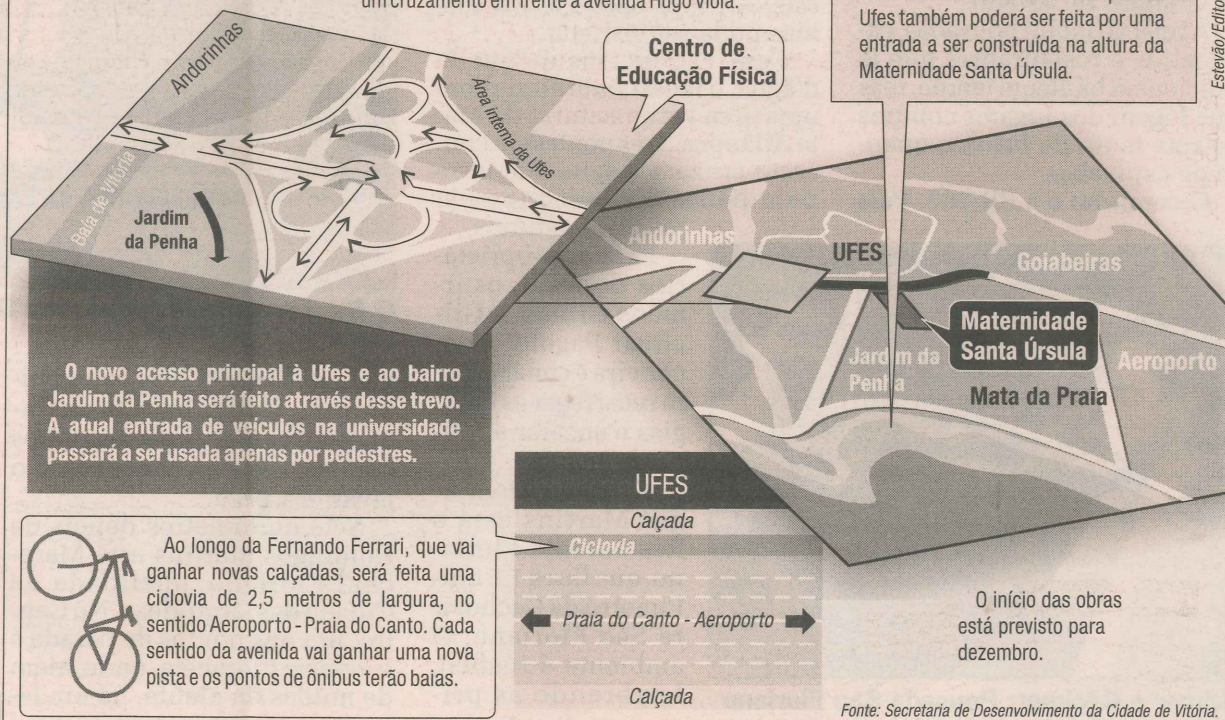 um cruzamento em frente à avenida Hugo Viola.
Ufes também poderá ser feita por uma
entrada a ser construída na altura da
Maternidade Santa Úrsula.
Estevão/Edito
Centro de
Educação Física
Andorinhas
Área interna da Ufes
Baía de Vitória
Jardim
da Penha
O novo acesso principal à Ufes e ao bairro
Jardim da Penha será feito através desse trevo.
A atual entrada de veículos na universidade
passará a ser usada apenas por pedestres.
Andorinhas
UFES
Goiabeiras
Maternidade
Santa Úrsula
Jardim da
Penha
Aeroporto
Mata da Praia
Ao longo da Fernando Ferrari, que vai
ganhar novas calçadas, será feita uma
ciclovia de 2,5 metros de largura, no
sentido Aeroporto - Praia do Canto. Cada
sentido da avenida vai ganhar uma nova
pista e os pontos de ônibus terão baias.
UFES
Calçada
Ciclovia
Praia do Canto - Aeroporto
Calçada
O início das obras
está previsto para
dezembro.
Fonte: Secretaria de Desenvolvimento da Cidade de Vitória.